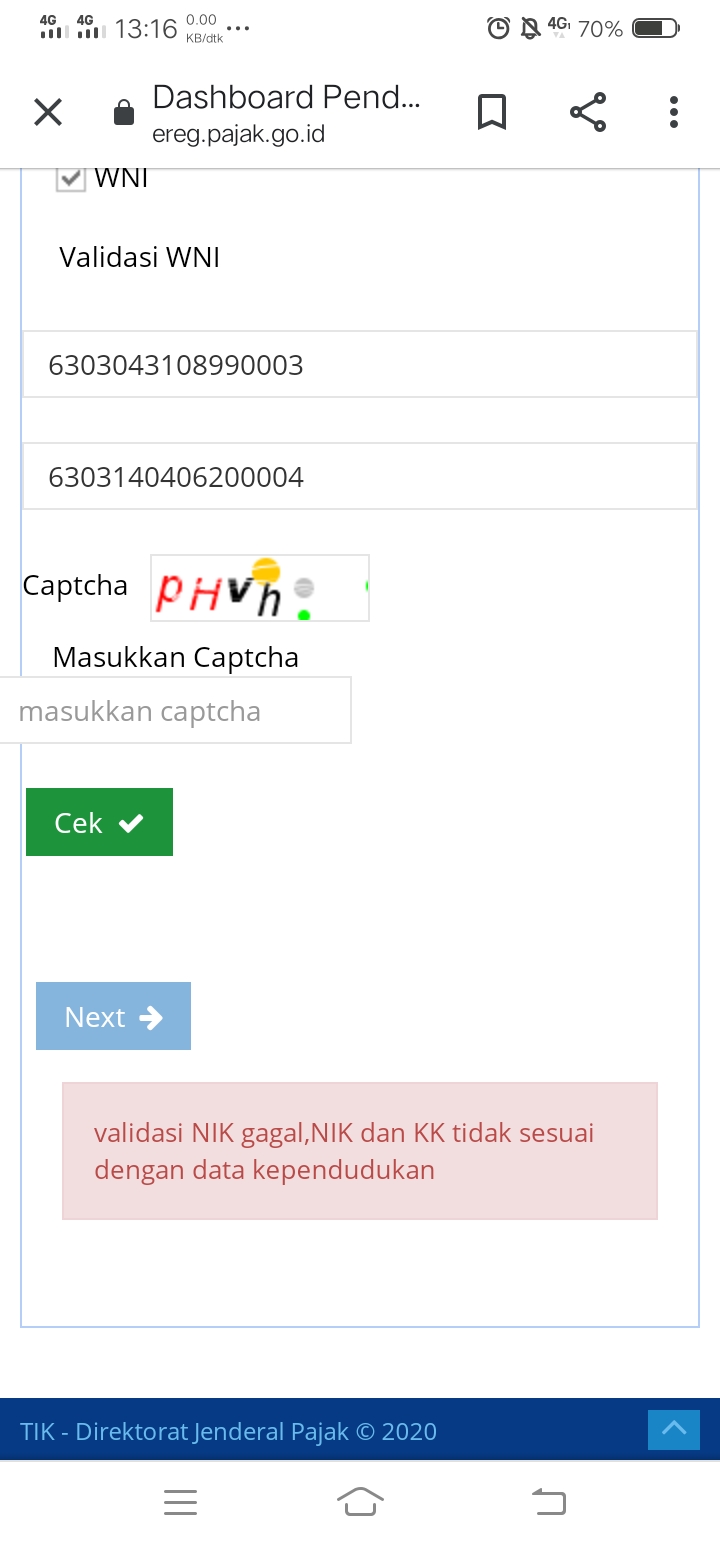 4G 4G 13:16 0.00 KB/dtk ... 4G 70%
Dashboard Pend...
ereg.pajak.go.id
WNI
Validasi WNI
6303043108990003
6303140406200004
Captcha pHvh
Masukkan Captcha
masukkan captcha
Cek
Next
validasi NIK gagal,NIK dan KK tidak sesuai
dengan data kependudukan
TIK - Direktorat Jenderal Pajak © 2020